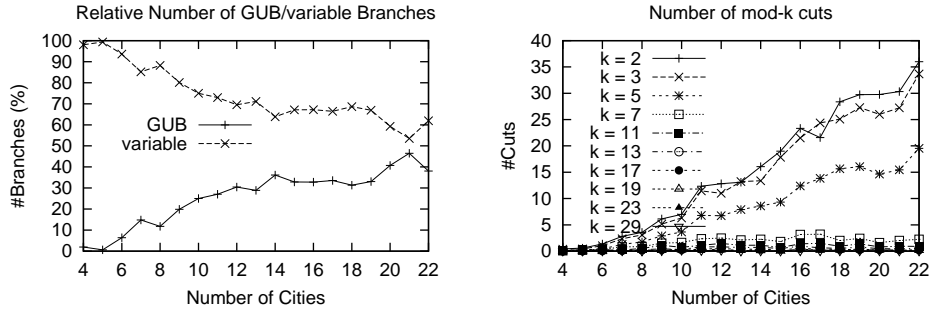 Relative Number of GUB/variable Branches
#Branches (%)
100
90
80
70
60
50
40
30
20
10
0
GUB
variable
4 6 8 10 12 14 16 18 20 22
Number of Cities
Number of mod-k cuts
#Cuts
40
35
30
25
20
15
10
5
0
k = 2
k = 3
k = 5
k = 7
k = 11
k = 13
k = 17
k = 19
k = 23
k = 29
4 6 8 10 12 14 16 18 20 22
Number of Cities